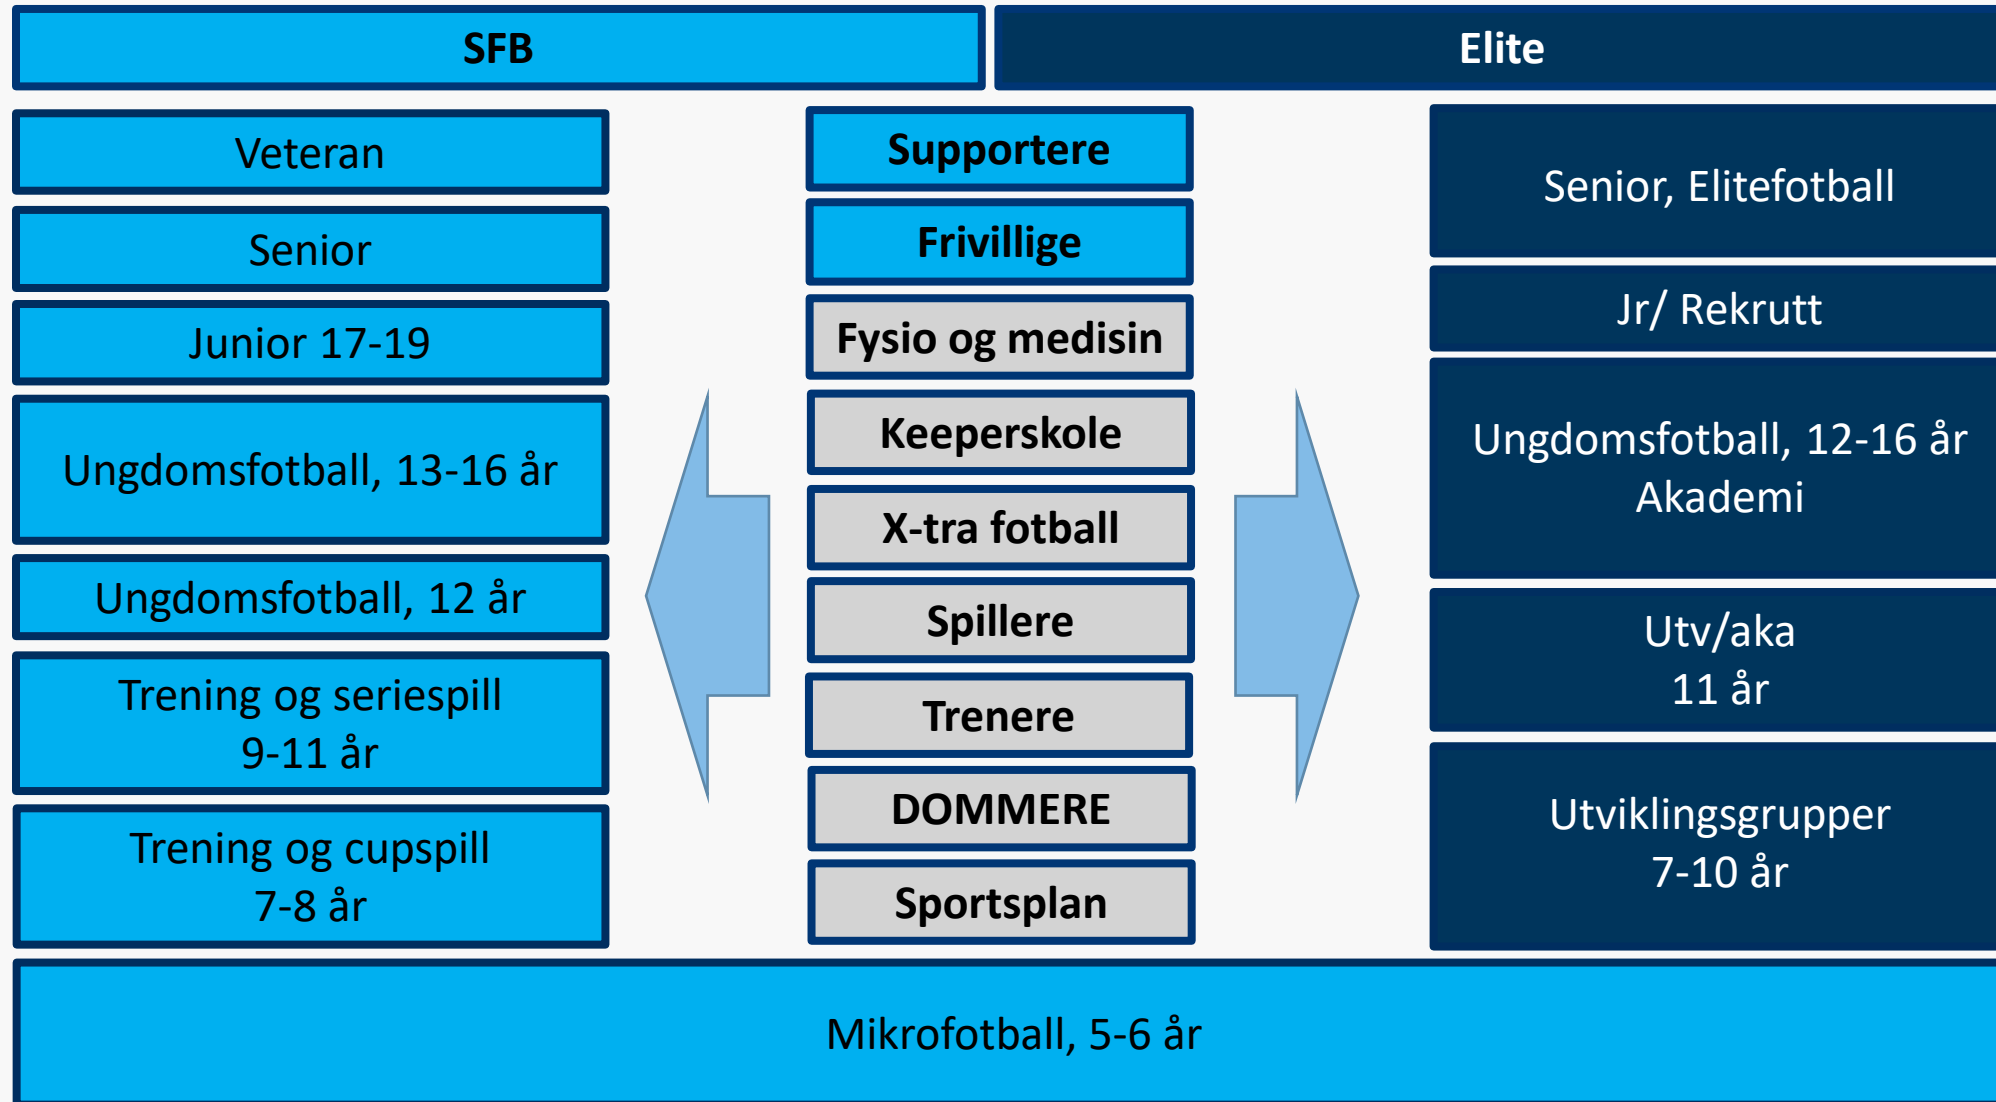 SFB
Elite
Veteran
Senior
Junior 17-19
Ungdomsfotball, 13-16 år
Ungdomsfotball, 12 år
Trening og seriespill
9-11 år
Trening og cupspill
7-8 år
Supportere
Frivillige
Fysio og medisin
Keeperskole
X-tra fotball
Spillere
Trenere
DOMMERE
Sportsplan
Senior, Elitefotball
Jr/ Rekrutt
Ungdomsfotball, 12-16 år
Akademi
Utv/aka
11 år
Utviklingsgrupper
7-10 år
Mikrofotball, 5-6 år